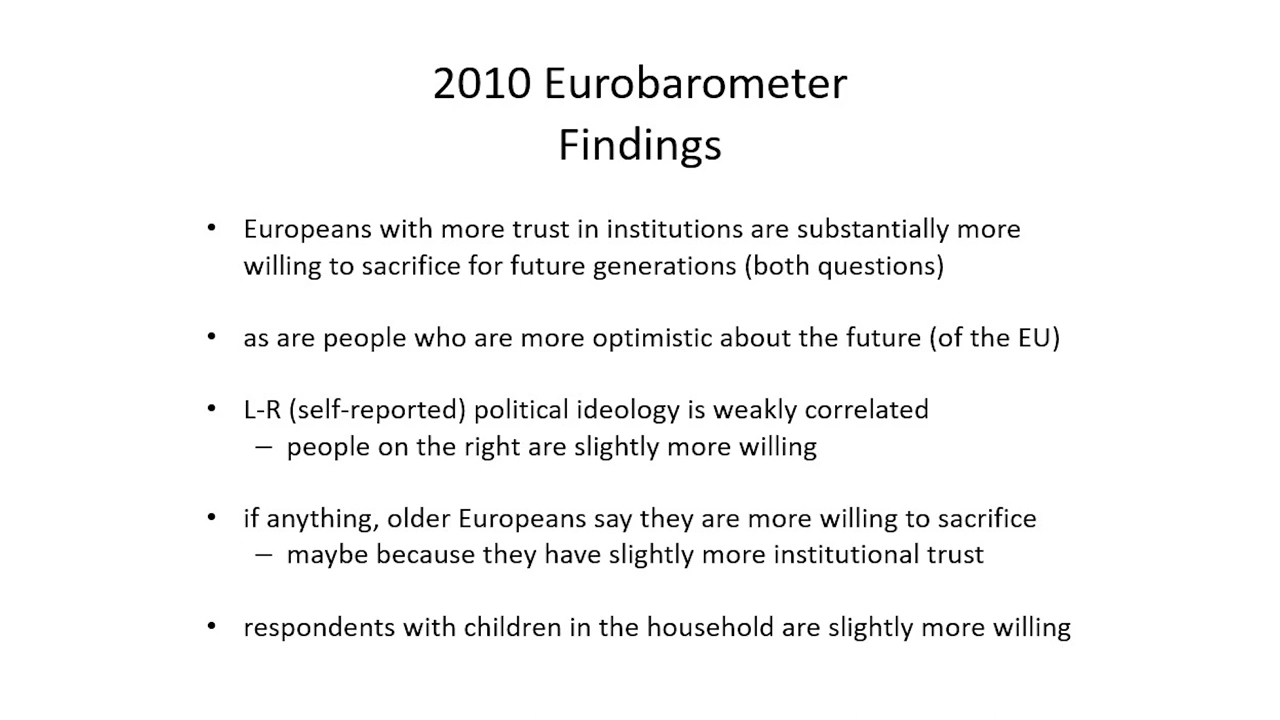 2010 Eurobarometer
Findings
• Europeans with more trust in institutions are substantially more
willing to sacrifice for future generations (both questions)
• as are people who are more optimistic about the future (of the EU)
• L-R (self-reported) political ideology is weakly correlated
– people on the right are slightly more willing
• if anything, older Europeans say they are more willing to sacrifice
– maybe because they have slightly more institutional trust
• respondents with children in the household are slightly more willing